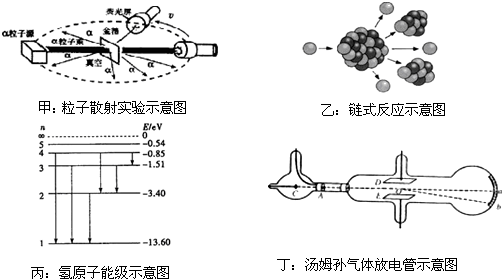 荧光屏
金箔
v
α粒子源
α粒子束
真空
α
α
α
α
α
α
甲：粒子散射实验示意图
乙：链式反应示意图
n
E/eV
∞
0
5
-0.54
4
-0.85
3
-1.51
2
-3.40
1
-13.60
丙：氢原子能级示意图
C
A
D
E
a
b
丁：汤姆孙气体放电管示意图